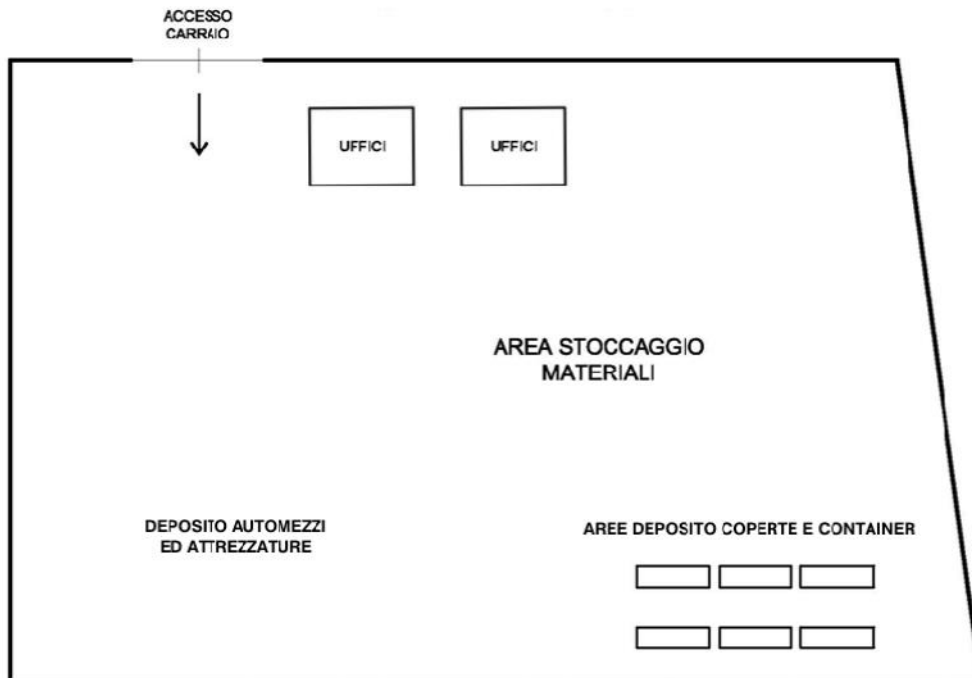 ACCESSO
CARRAIO
UFFICI
UFFICI
AREA STOCCAGGIO
MATERIALI
DEPOSITO AUTOMEZZI
ED ATTREZZATURE
AREE DEPOSITO COPERTE E CONTAINER